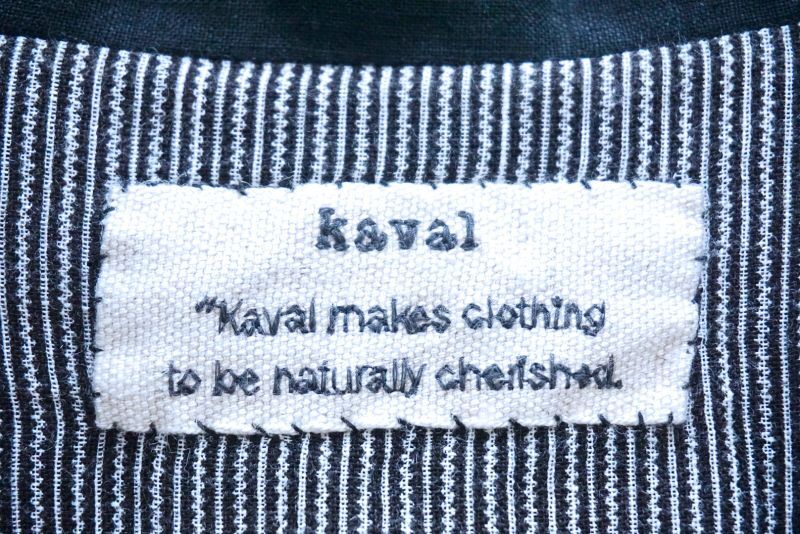 kaval
"Kaval makes clothing
to be naturally cherished.